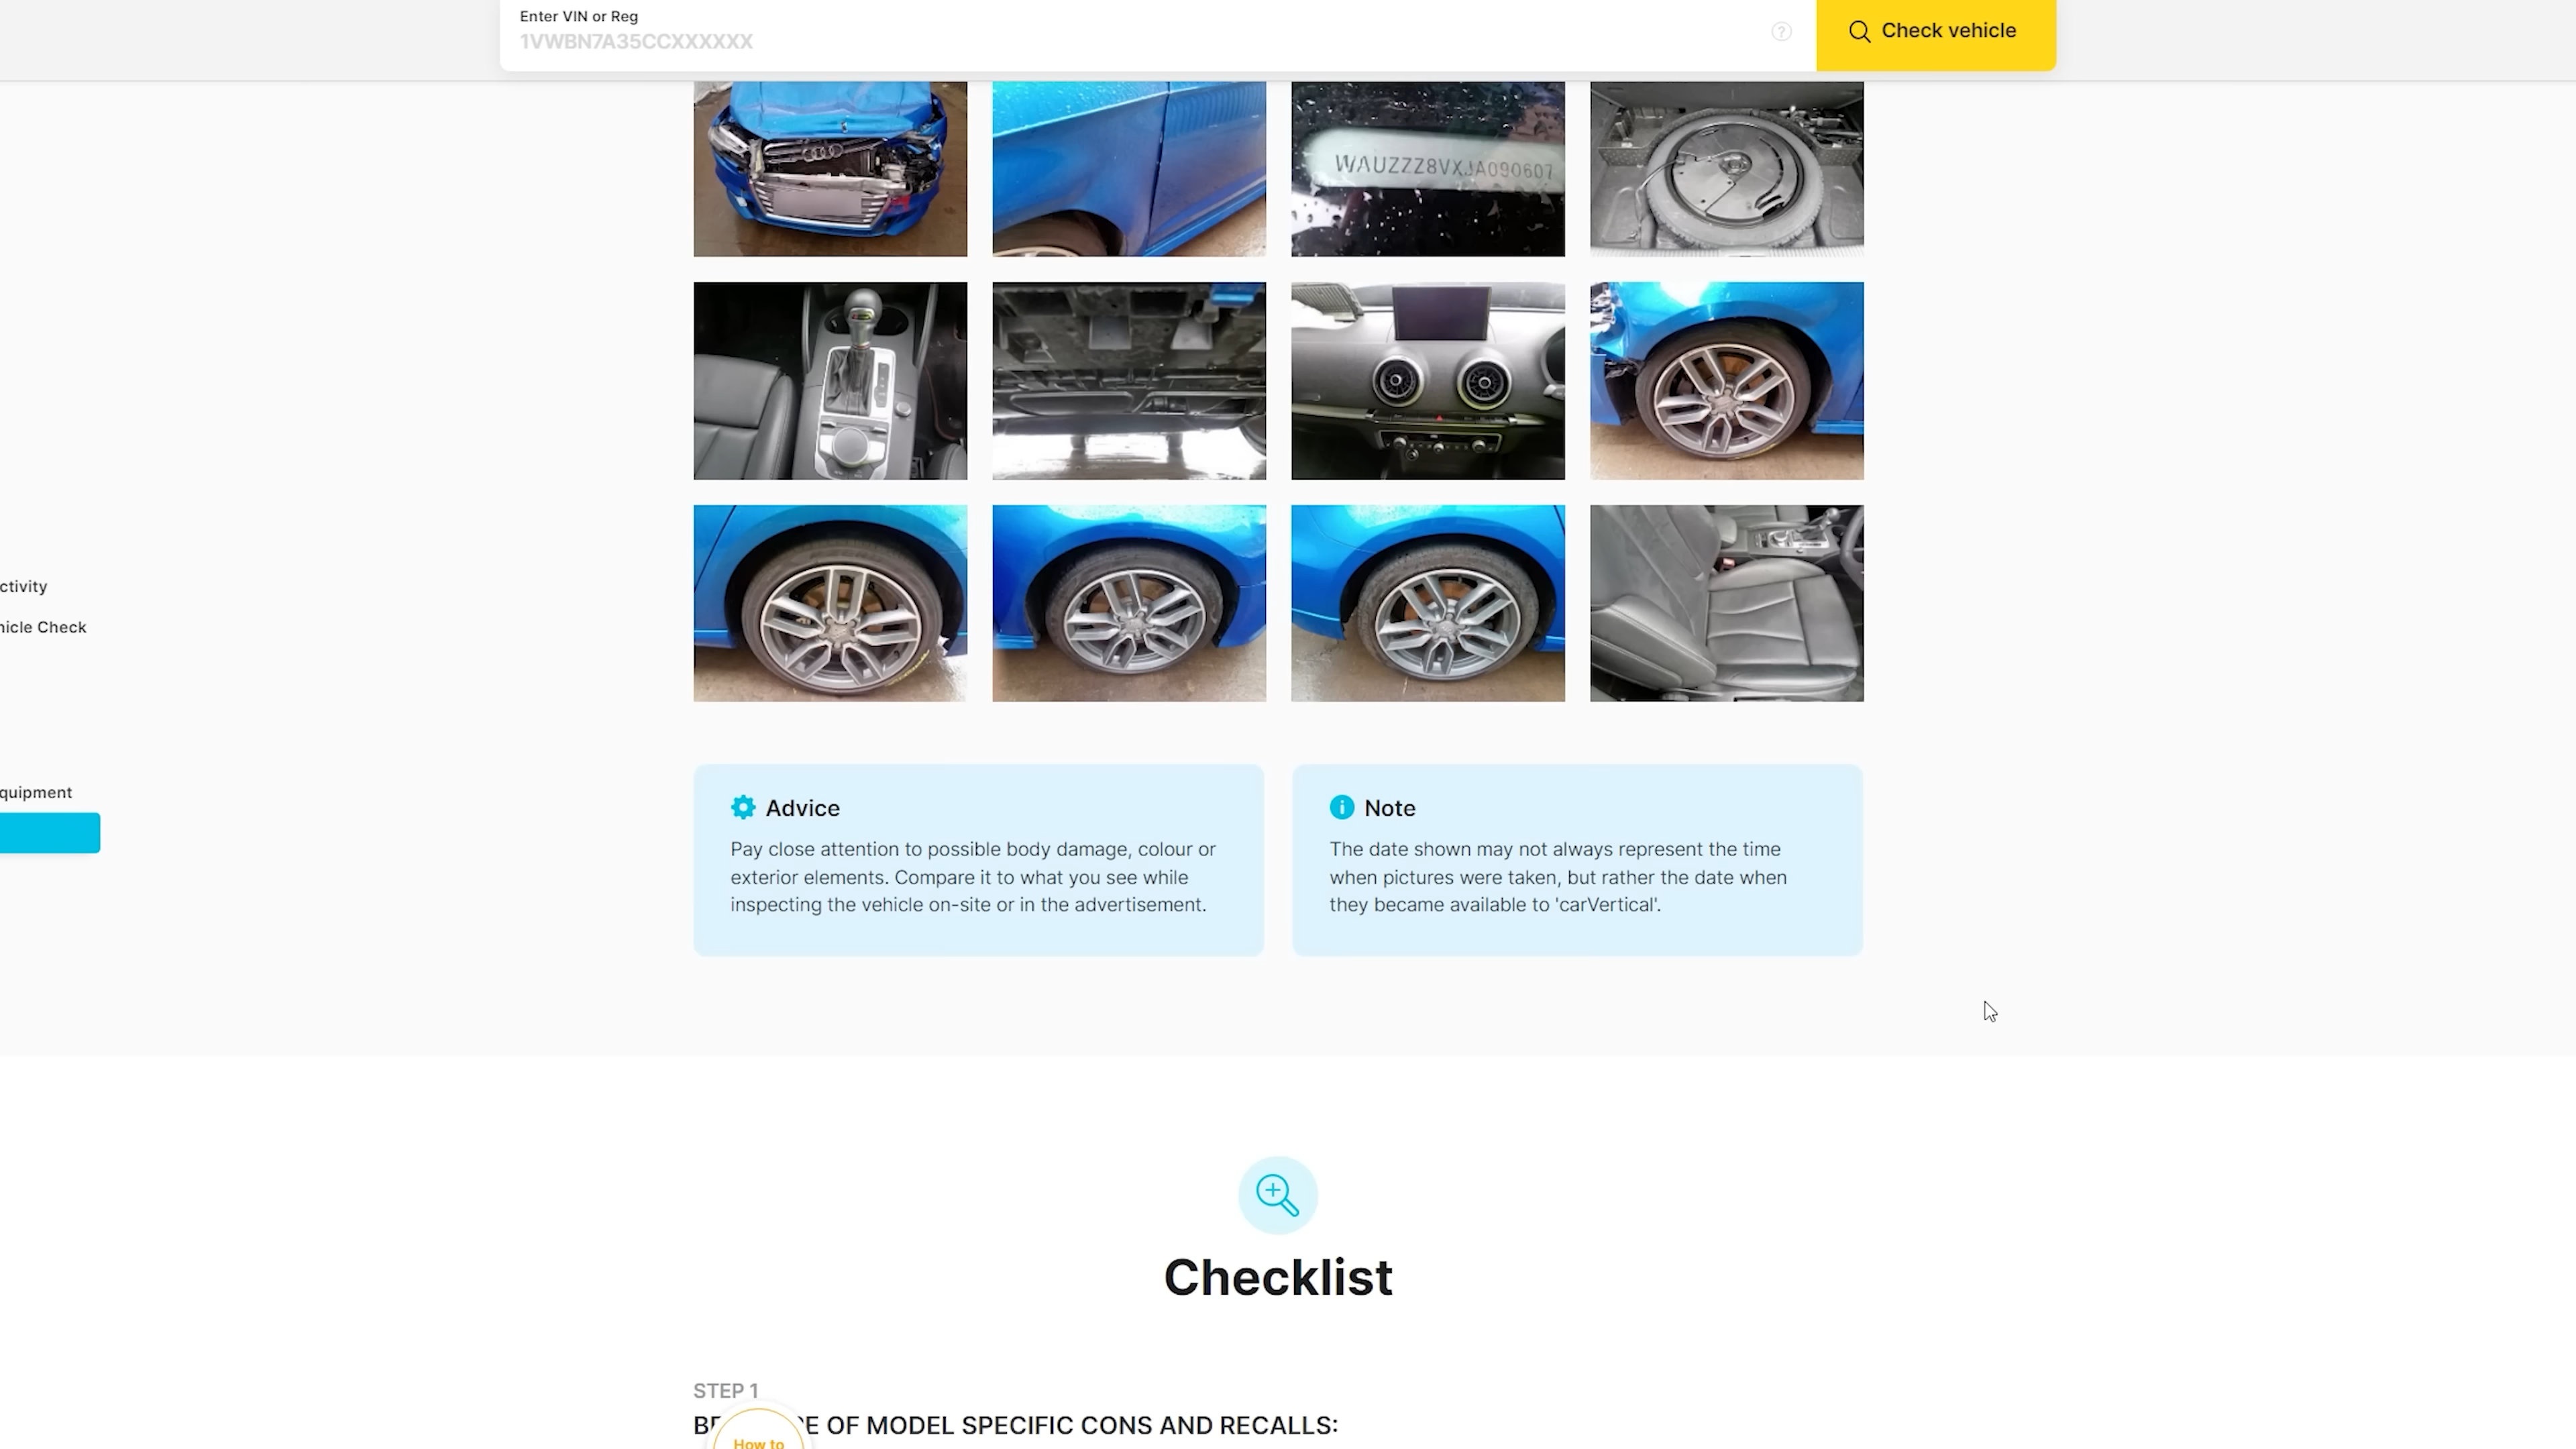 Enter VIN or Reg
1VWBN7A35CCXXXXXX
?
Check vehicle
WAUZZZ8VXJA090607
ctivity
nicle Check
quipment
Advice
Pay close attention to possible body damage, colour or
exterior elements. Compare it to what you see while
inspecting the vehicle on-site or in the advertisement.
Note
The date shown may not always represent the time
when pictures were taken, but rather the date when
they became available to 'carVertical'.
Checklist
STEP 1
OF MODEL SPECIFIC CONS AND RECALLS:
How to